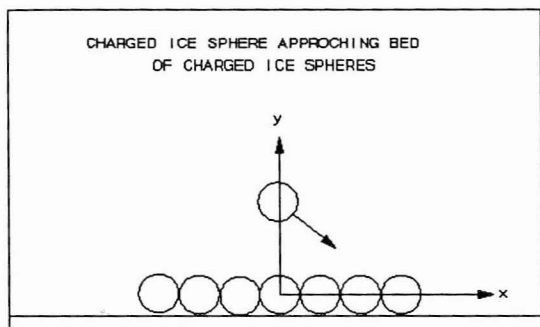 CHARGED ICE SPHERE APPROCHING BED
OF CHARGED ICE SPHERES
y
x